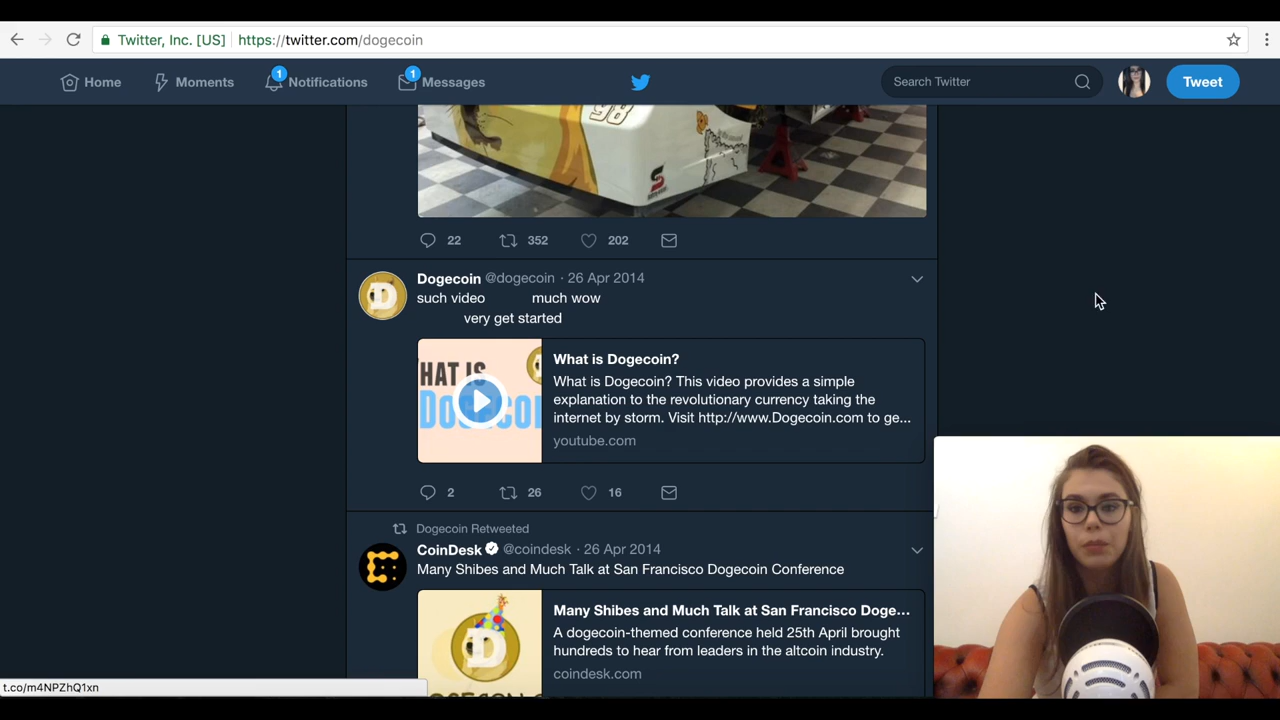 Twitter, Inc. [US] https://twitter.com/dogecoin
Home Moments 1 Notifications 1 Messages Search Twitter Tweet
98
22 352 202
Dogecoin @dogecoin · 26 Apr 2014
such video much wow
very get started
WHAT IS
DOGECOIN
What is Dogecoin?
What is Dogecoin? This video provides a simple
explanation to the revolutionary currency taking the
internet by storm. Visit http://www.Dogecoin.com to ge...
youtube.com
2 26 16
Dogecoin Retweeted
CoinDesk @coindesk · 26 Apr 2014
Many Shibes and Much Talk at San Francisco Dogecoin Conference
Many Shibes and Much Talk at San Francisco Doge...
A dogecoin-themed conference held 25th April brought
hundreds to hear from leaders in the altcoin industry.
coindesk.com
t.co/m4NPZhQ1xn